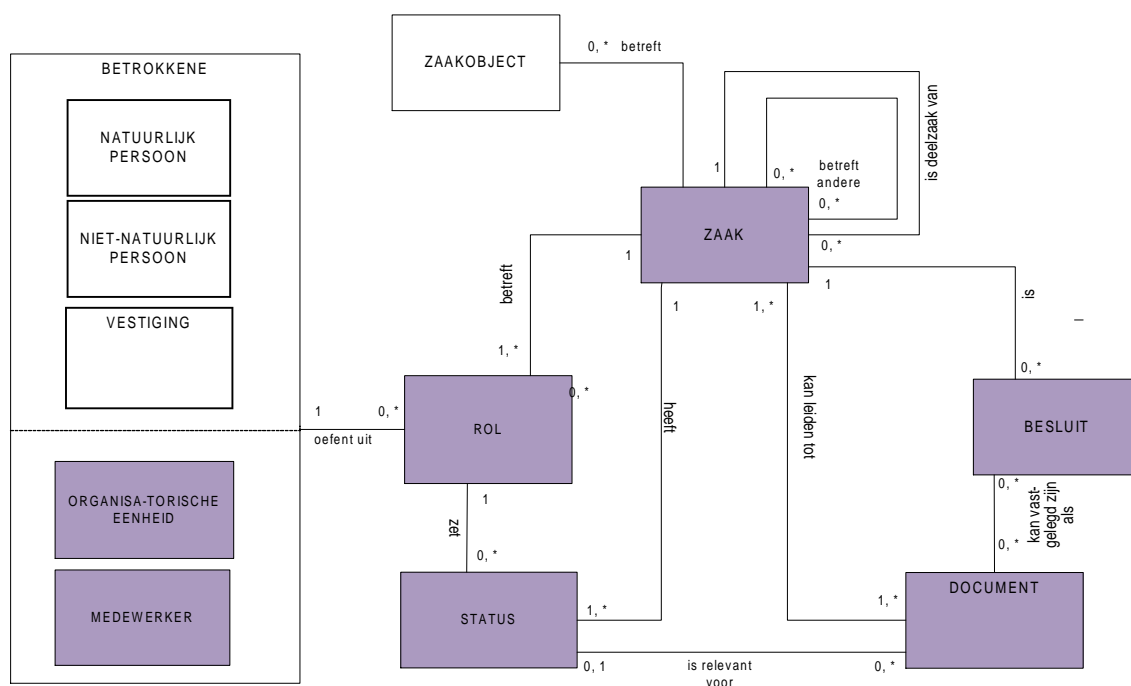 BETROKKENE
NATUURLIJK
PERSOON
NIET-NATUURLIJK
PERSOON
VESTIGING
ORGANISA-TORISCHE
EENHEID
MEDEWERKER
1
0, *
oefent uit
ZAAKOBJECT
0, * betreft
1
0, *
betreft
andere
0, *
is deelzaak van
ZAAK
0, *
1
betreft
1, *
ROL
0, *
1
zet
0, *
STATUS
1
heeft
1, *
1, *
kan leiden tot
1, *
1
is
0, *
BESLUIT
0, *
kan vast-
gelegd zijn
als
0, *
DOCUMENT
0, 1
is relevant
voor
0, *